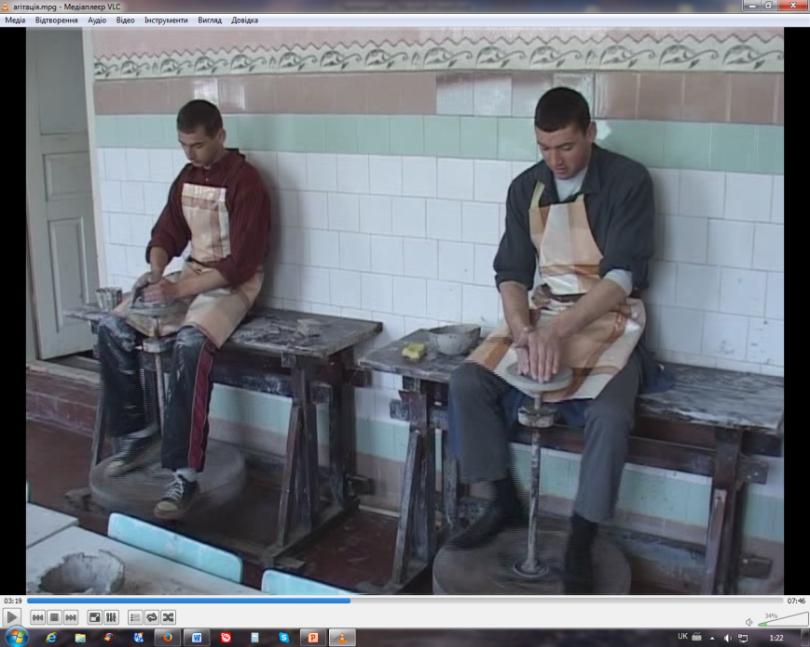 агітація.mpg - Медіаплеєр VLC
Медіа Відтворення Аудіо Відео Інструменти Вигляд Довідка
03:19 07:46
34%
UK 1:22